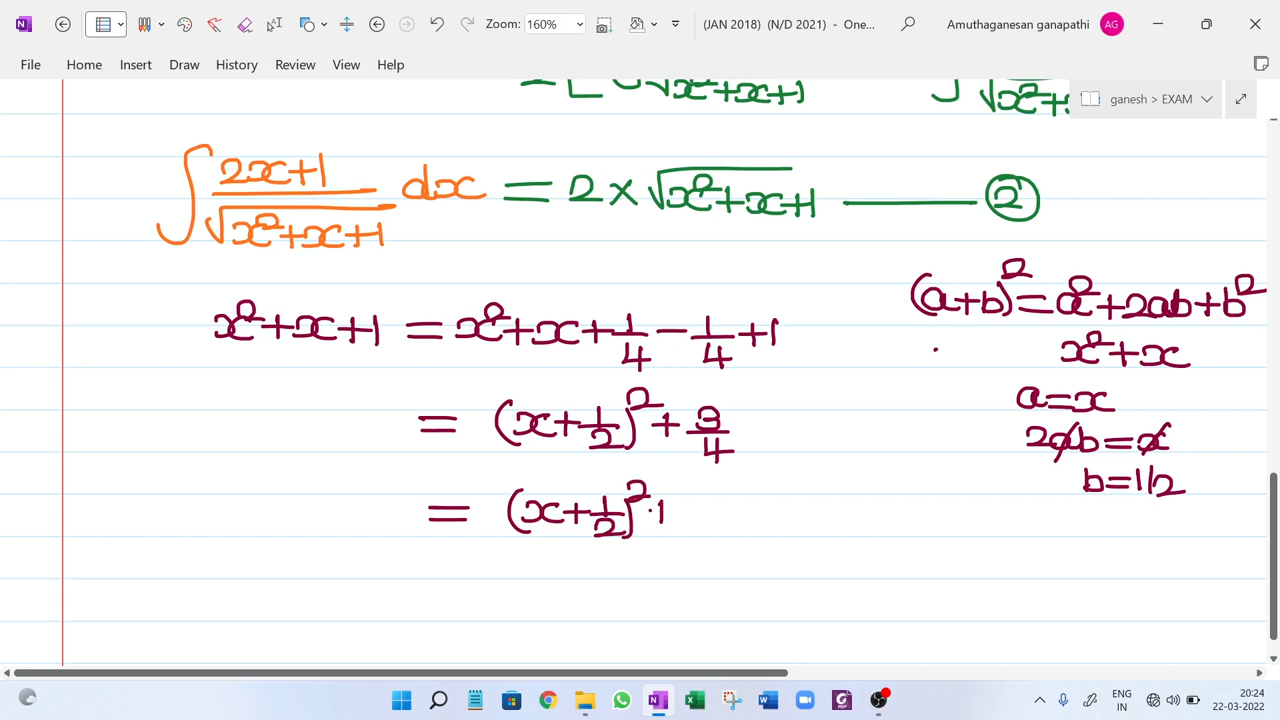 Zoom: 160% (JAN 2018) (N/D 2021) - One... Amuthaganesan ganapathi AG
File Home Insert Draw History Review View Help
ganesh > EXAM
√x²+x+1
∫ 2x+1/√x²+x+1 dx = 2 × √x²+x+1 ——— ②
(a+b)² = a²+2ab+b²
x²+x+1 = x²+x+1/4 - 1/4 +1
x²+x
a=x
= (x+1/2)² + 3/4
2ab=x
b=1/2
= (x+1/2)²
ENG
IN
20:24
22-03-2022